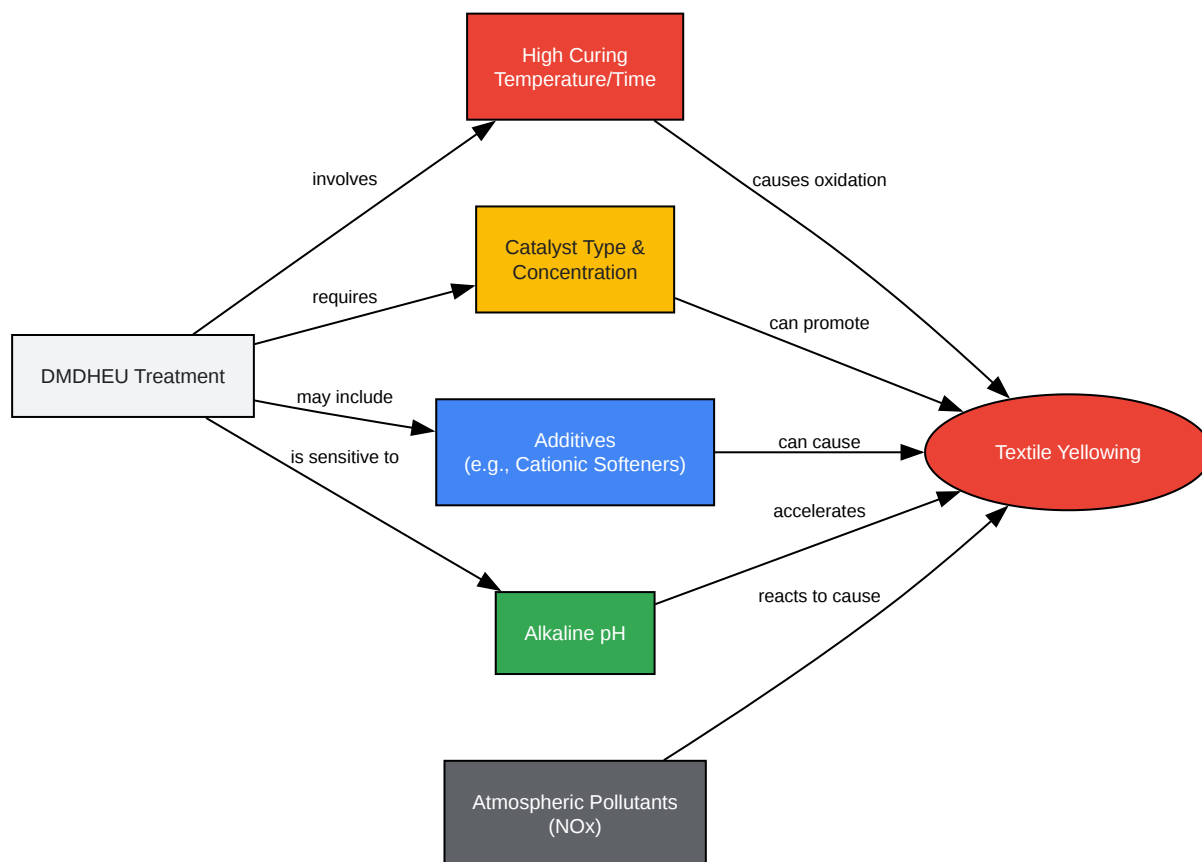 High Curing
Temperature/Time
involves
causes oxidation
Catalyst Type &
Concentration
requires
can promote
DMDHEU Treatment
may include
Additives
(e.g., Cationic Softeners)
can cause
Textile Yellowing
is sensitive to
accelerates
reacts to cause
Alkaline pH
Atmospheric Pollutants
(NOx)